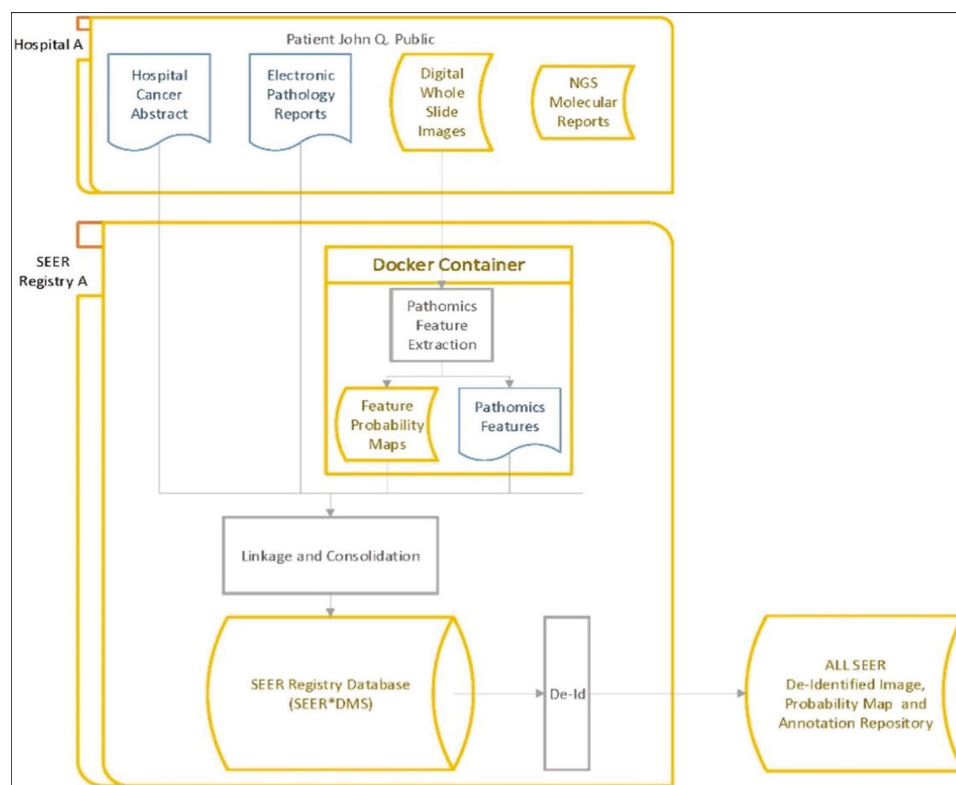 Hospital A
Patient John Q. Public
Hospital
Cancer
Abstract
Electronic
Pathology
Reports
Digital
Whole
Slide
Images
NGS
Molecular
Reports
SEER
Registry A
Docker Container
Pathomics
Feature
Extraction
Feature
Probability
Maps
Pathomics
Features
Linkage and Consolidation
SEER Registry Database
(SEER*DMS)
De-Id
ALL SEER
De-Identified Image,
Probability Map and
Annotation Repository